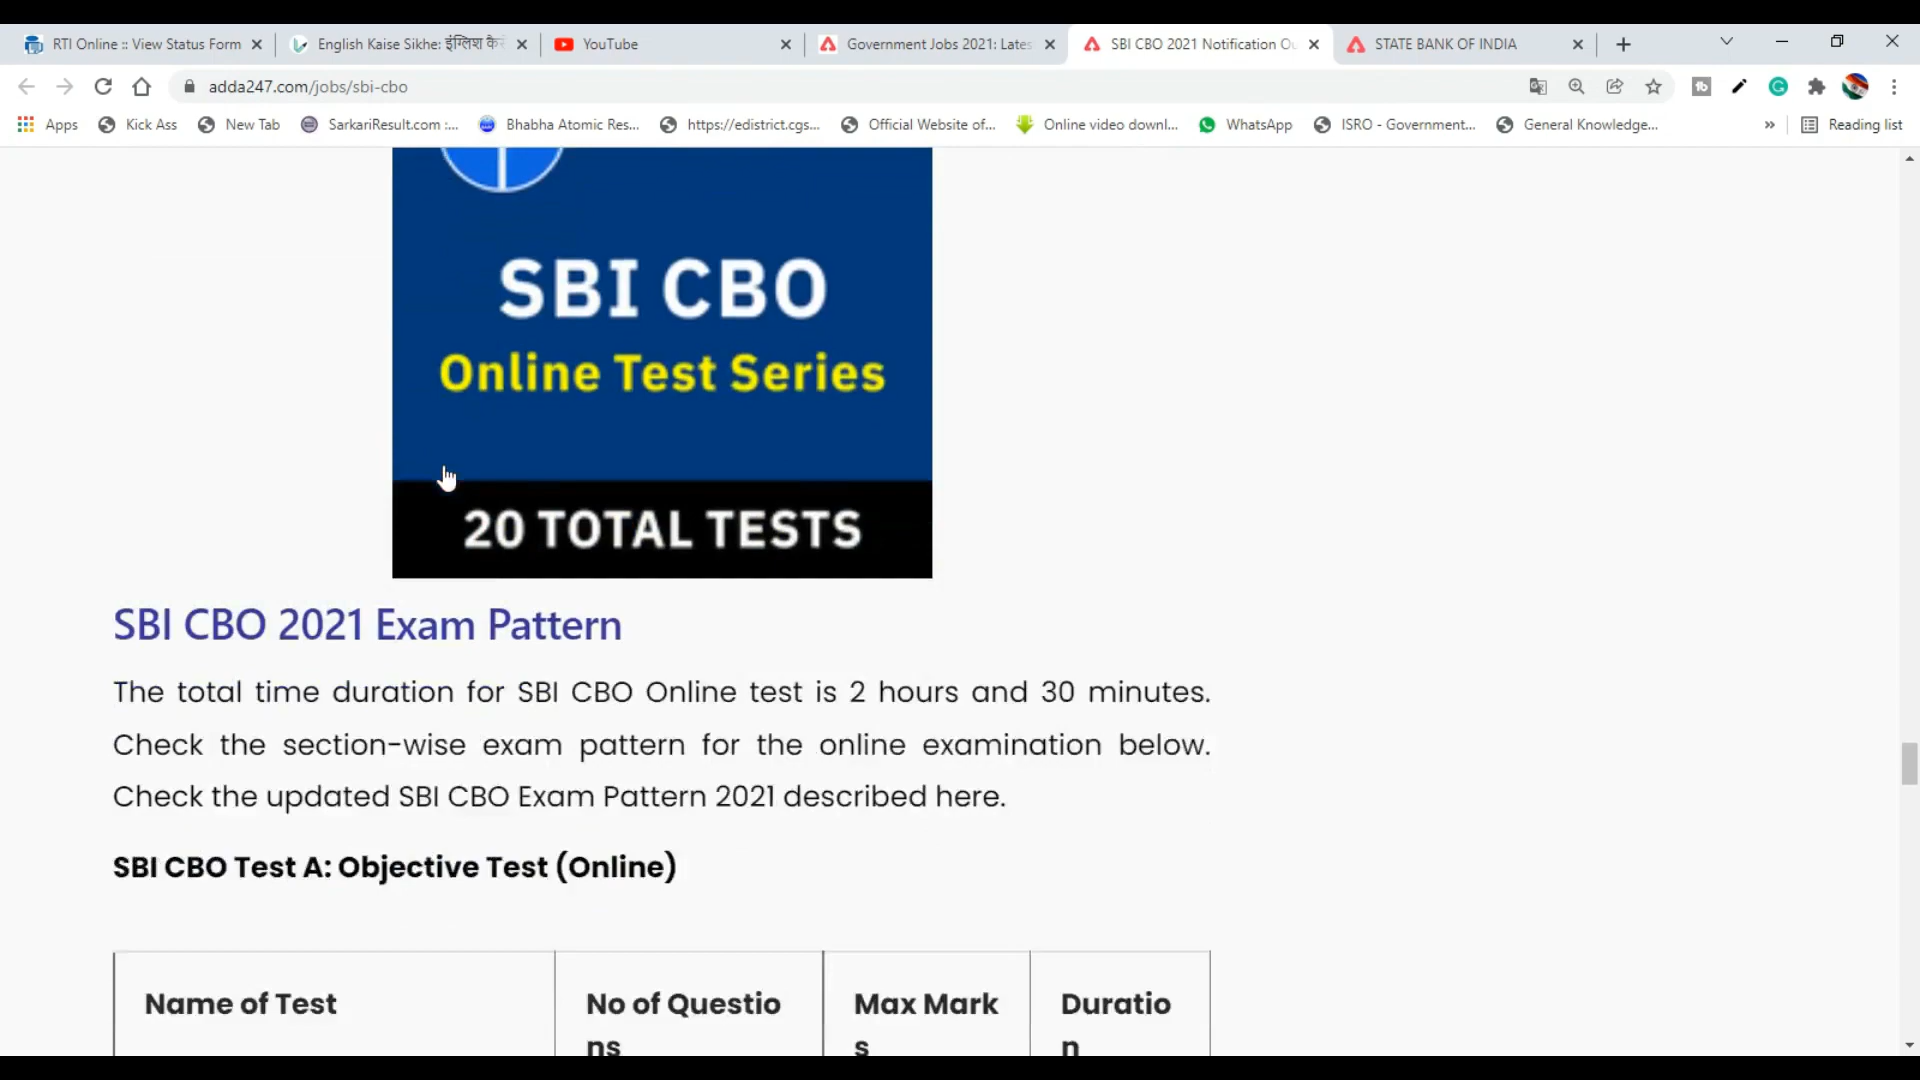 RTI Online :: View Status Form
English Kaise Sikhe: इंग्लिश कै
YouTube
Government Jobs 2021: Lates
SBI CBO 2021 Notification Ou
STATE BANK OF INDIA
adda247.com/jobs/sbi-cbo
Apps
Kick Ass
New Tab
SarkariResult.com :...
Bhabha Atomic Res...
https://edistrict.cgs...
Official Website of...
Online video downl...
WhatsApp
ISRO - Government...
General Knowledge...
»
Reading list
SBI CBO
Online Test Series
20 TOTAL TESTS
SBI CBO 2021 Exam Pattern
The total time duration for SBI CBO Online test is 2 hours and 30 minutes.
Check the section-wise exam pattern for the online examination below.
Check the updated SBI CBO Exam Pattern 2021 described here.
SBI CBO Test A: Objective Test (Online)
Name of Test
No of Questio
ns
Max Mark
s
Duratio
n